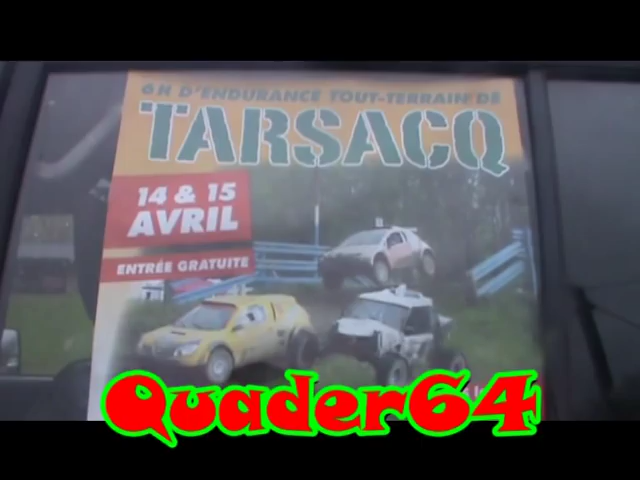 6H D'ENDURANCE TOUT-TERRAIN DE
TARSACQ
14 & 15
AVRIL
ENTRÉE GRATUITE
Quader64